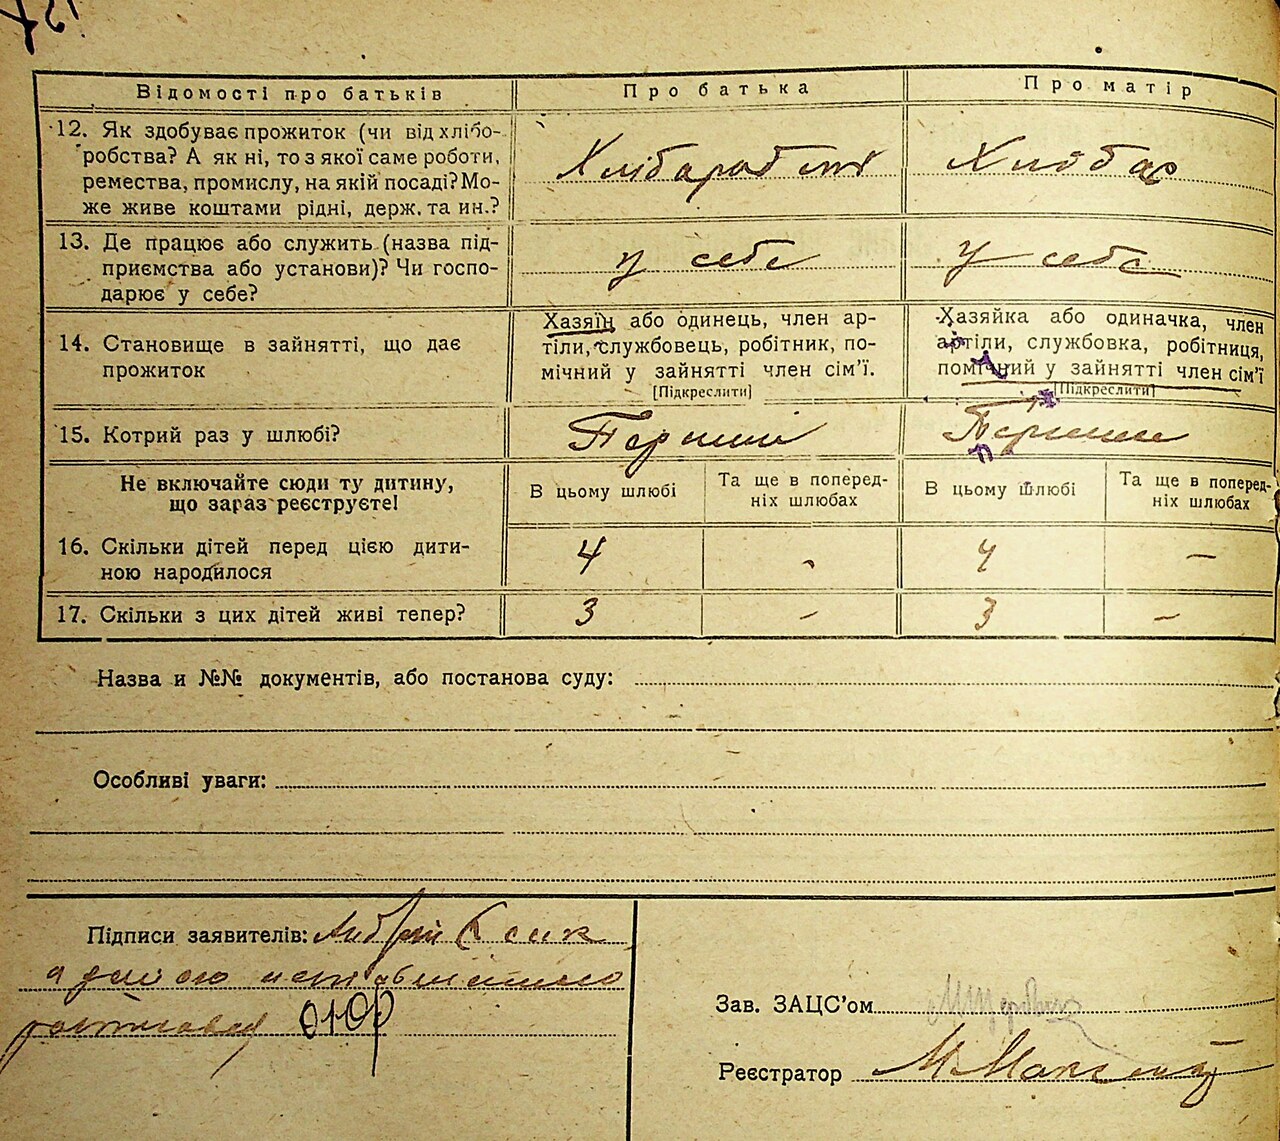 Відомості про батьків
Про батька
Про матір
12. Як здобуває прожиток (чи від хлібо-
робства? А як ні, то з якої саме роботи,
ремества, промислу, на якій посаді? Мо-
же живе коштами рідні, держ. та ин.?
13. Де працює або служить (назва під-
приємства або установи)? Чи госпо-
дарює у себе?
у себе
у себе
14. Становище в зайнятті, що дає
прожиток
Хазяїн або одинець, член ар-
тіли, службовець, робітник, по-
мічний у зайнятті член сім'ї.
[Підкреслити]
Хазяйка або одиначка, член
артіли, службовка, робітниця,
помічний у зайнятті член сім'ї
[Підкреслити]
15. Котрий раз у шлюбі?
Не включайте сюди ту дитину,
що зараз реєструєте!
В цьому шлюбі
Та ще в поперед-
ніх шлюбах
В цьому шлюбі
Та ще в поперед-
ніх шлюбах
16. Скільки дітей перед цією дити-
ною народилося
4
-
4
-
17. Скільки з цих дітей живі тепер?
3
-
3
-
Назва и №№ документів, або постанова суду:
Особливі уваги:
Підписи заявителів: Андрій
Зав. ЗАЦС'ом
Реєстратор